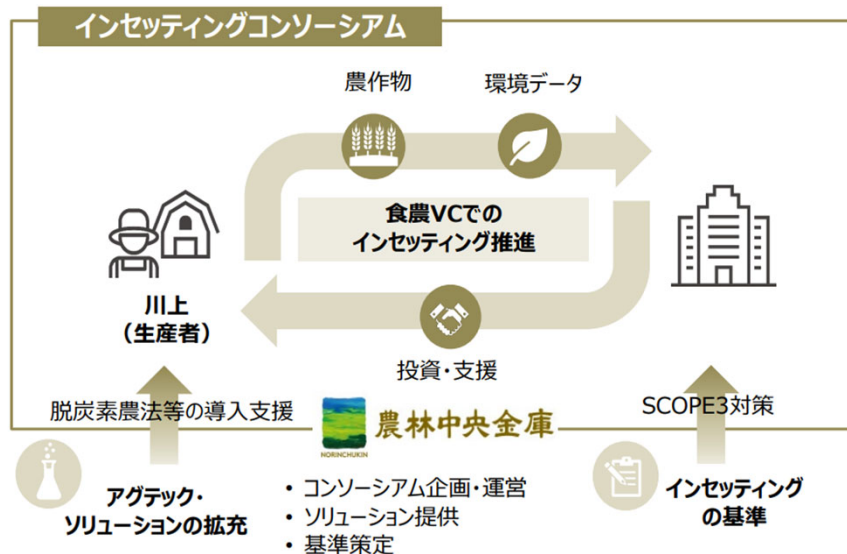 インセッティングコンソーシアム
農作物
環境データ
食農VCでの
インセッティング推進
川上
（生産者）
投資・支援
脱炭素農法等の導入支援
SCOPE3対策
NORINCHUKIN
農林中央金庫
アグテック・
ソリューションの拡充
・コンソーシアム企画・運営
・ソリューション提供
・基準策定
インセッティング
の基準